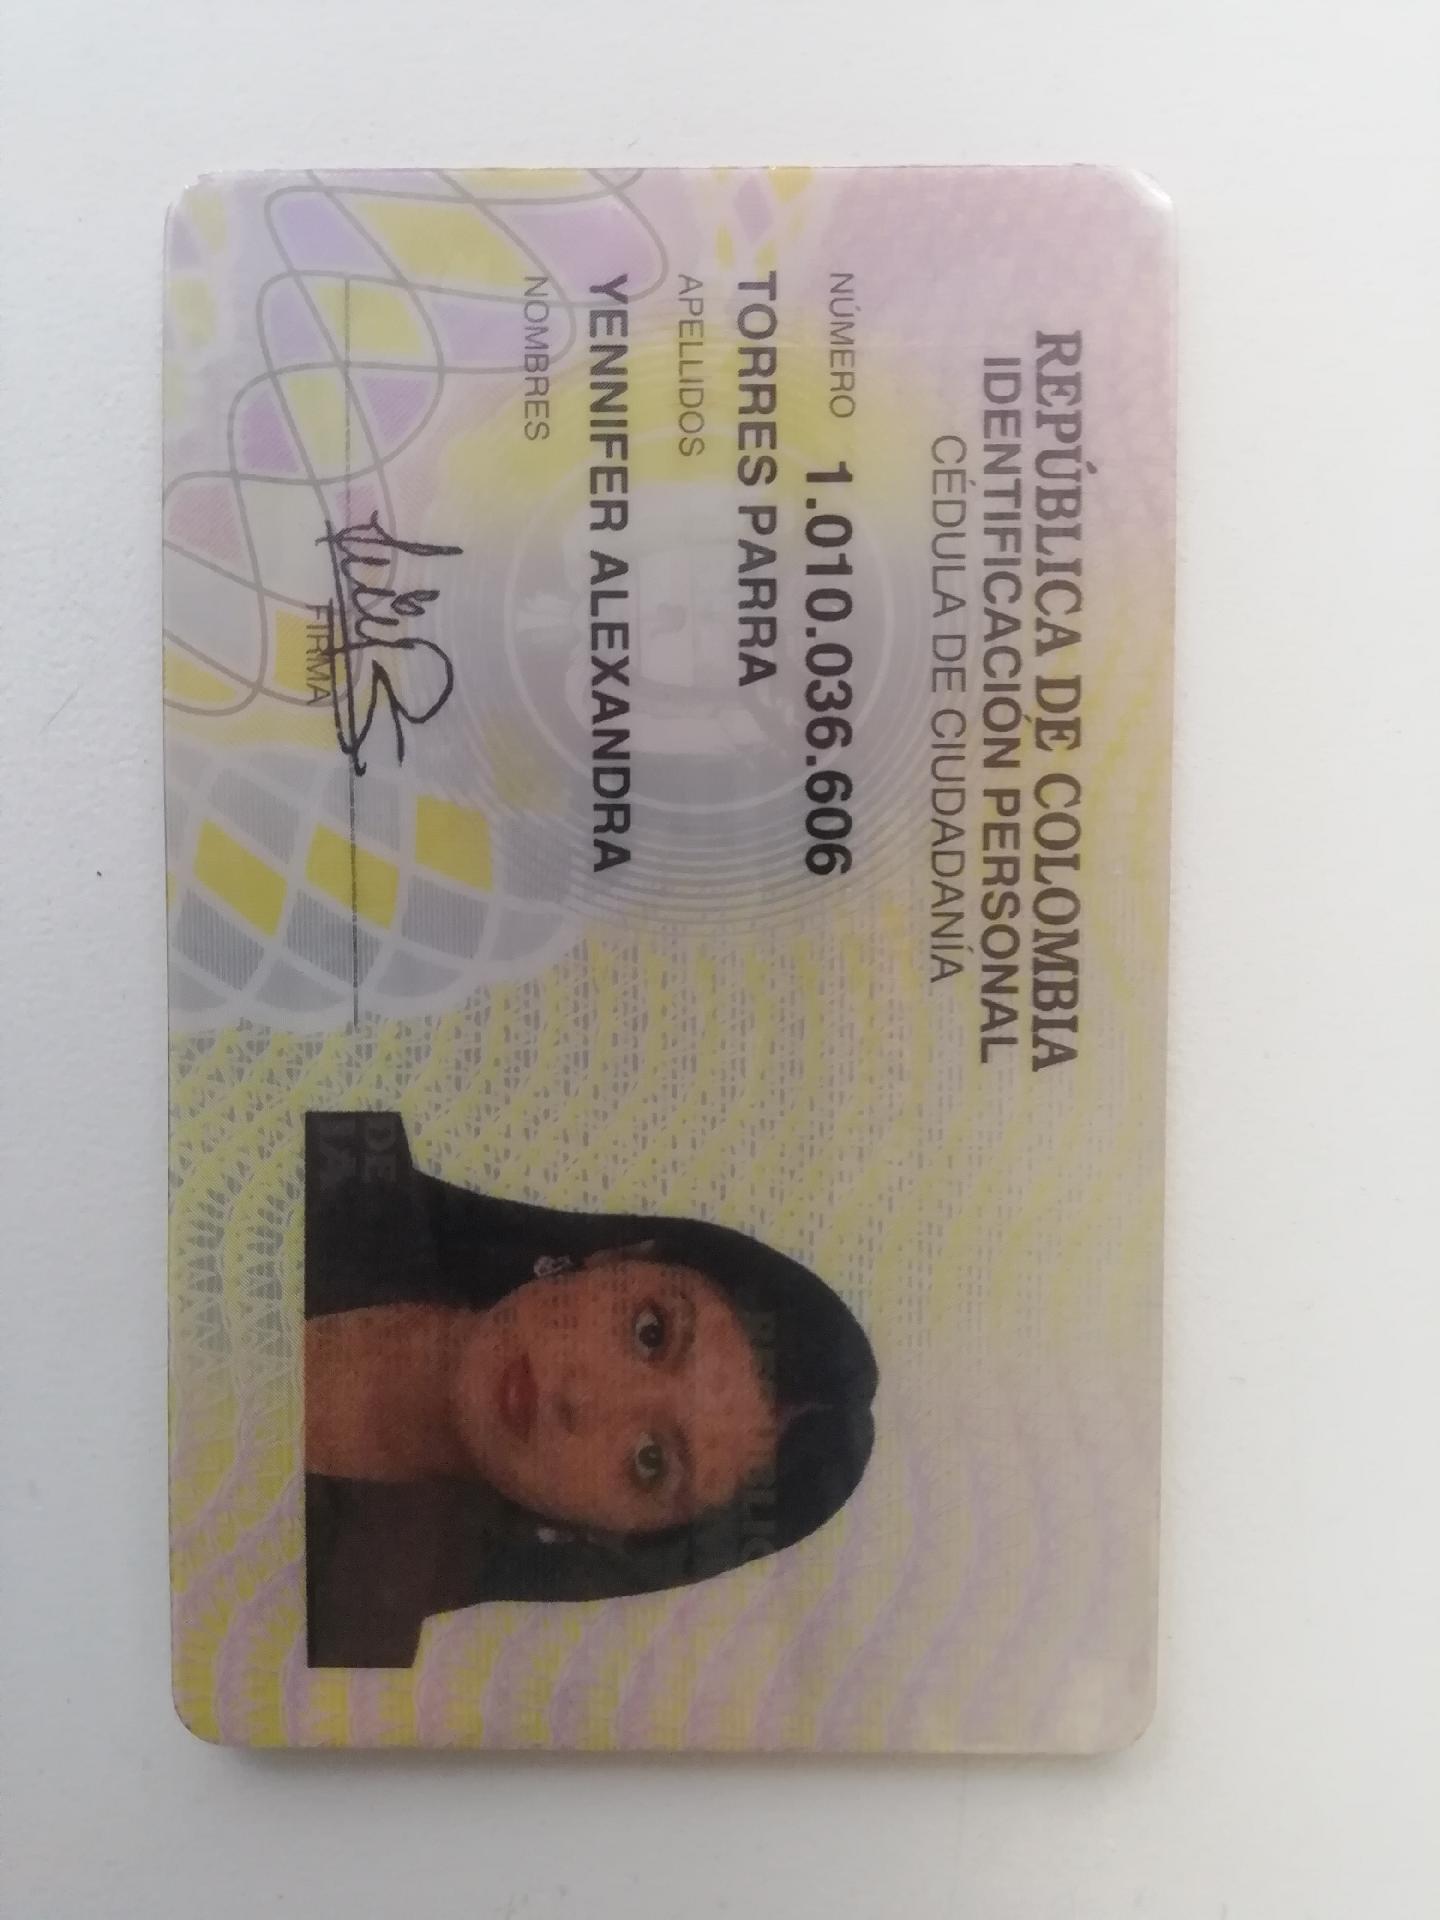 REPÚBLICA DE COLOMBIA
IDENTIFICACIÓN PERSONAL
CÉDULA DE CIUDADANÍA
NÚMERO 1.010.036.606
TORRES PARRA
APELLIDOS
YENNIFER ALEXANDRA
NOMBRES
FIRMA